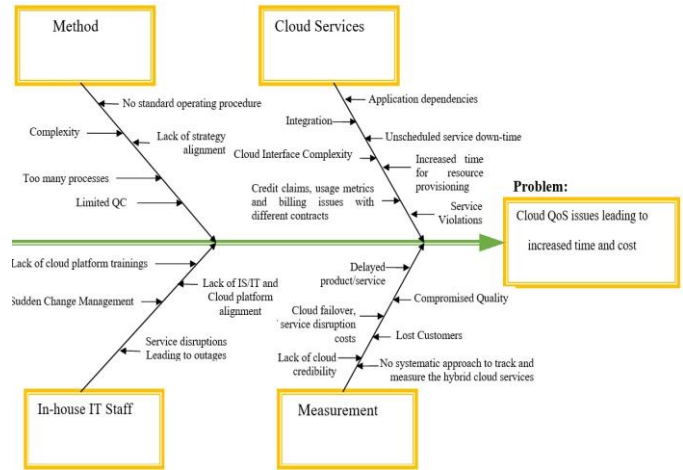 Method
Cloud Services
No standard operating procedure
Complexity
Lack of strategy
alignment
Too many processes
Limited QC
Application dependencies
Integration
Unscheduled service down-time
Cloud Interface Complexity
Increased time
for resource
provisioning
Credit claims, usage metrics
and billing issues with
different contracts
Service
Violations
Problem:
Cloud QoS issues leading to
increased time and cost
Lack of cloud platform trainings
Lack of IS/IT and
Cloud platform
alignment
Sudden Change Management
Service disruptions
Leading to outages
Delayed
product/service
Compromised Quality
Cloud failover,
service disruption
costs
Lost Customers
Lack of cloud
credibility
No systematic approach to track and
measure the hybrid cloud services
In-house IT Staff
Measurement